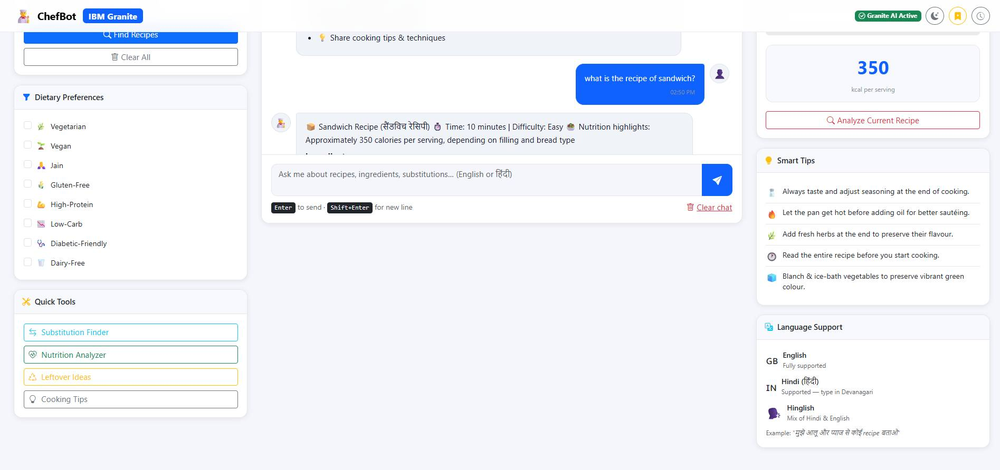 ChefBot IBM Granite
Granite AI Active
Find Recipes
Clear All
Dietary Preferences
Vegetarian
Vegan
Jain
Gluten-Free
High-Protein
Low-Carb
Diabetic-Friendly
Dairy-Free
Quick Tools
Substitution Finder
Nutrition Analyzer
Leftover Ideas
Cooking Tips
Share cooking tips & techniques
what is the recipe of sandwich?
02:50 PM
Sandwich Recipe (सैंडविच रेसिपी) Time: 10 minutes | Difficulty: Easy Nutrition highlights:
Approximately 350 calories per serving, depending on filling and bread type
Ask me about recipes, ingredients, substitutions... (English or हिंदी)
Enter to send · Shift+Enter for new line
Clear chat
350
kcal per serving
Analyze Current Recipe
Smart Tips
Always taste and adjust seasoning at the end of cooking.
Let the pan get hot before adding oil for better sautéing.
Add fresh herbs at the end to preserve their flavour.
Read the entire recipe before you start cooking.
Blanch & ice-bath vegetables to preserve vibrant green
colour.
Language Support
GB English
Fully supported
IN Hindi (हिंदी)
Supported — type in Devanagari
Hinglish
Mix of Hindi & English
Example: "मुझे आलू और प्याज से कोई recipe बताओ"